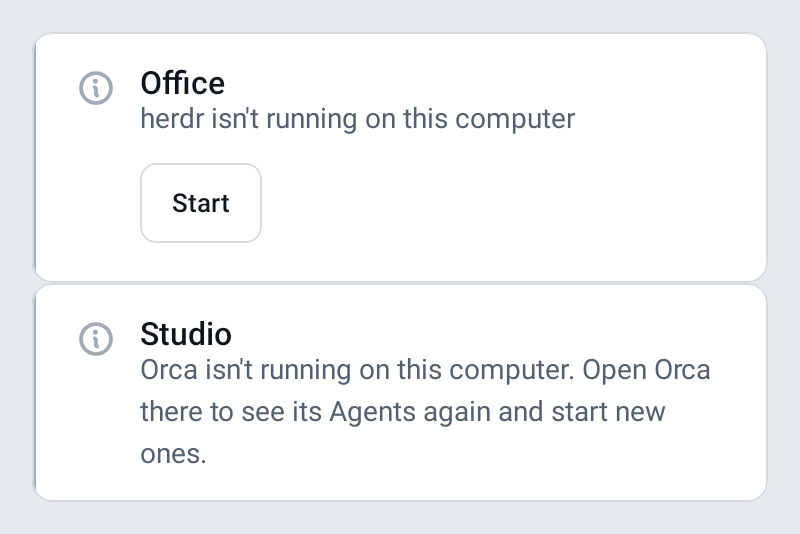 Office
herdr isn't running on this computer
Start
Studio
Orca isn't running on this computer. Open Orca
there to see its Agents again and start new
ones.